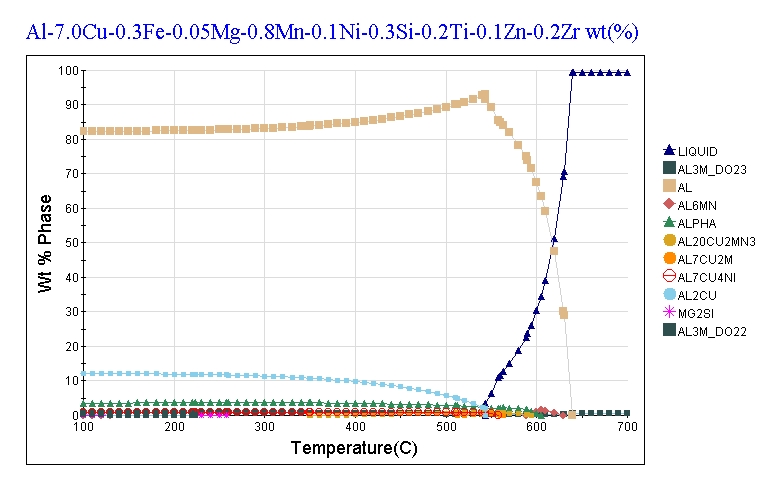 Al-7.0Cu-0.3Fe-0.05Mg-0.8Mn-0.1Ni-0.3Si-0.2Ti-0.1Zn-0.2Zr wt(%)
100
90
80
70
60
50
40
30
20
10
0
Wt % Phase
100 200 300 400 500 600 700
Temperature(C)
LIQUID
AL3M_DO23
AL
AL6MN
ALPHA
AL20CU2MN3
AL7CU2M
AL7CU4NI
AL2CU
MG2SI
AL3M_DO22